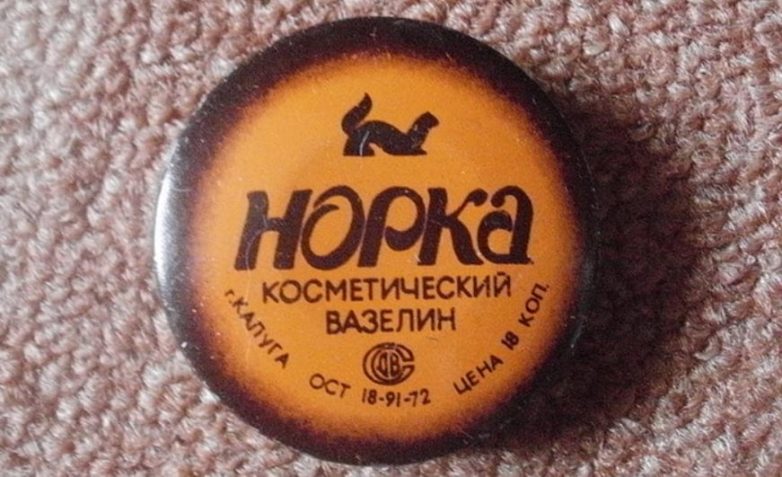 НОРКА
КОСМЕТИЧЕСКИЙ
ВАЗЕЛИН
г. КАЛУГА
ОСТ 18-91-72
ЦЕНА 18 КОП.